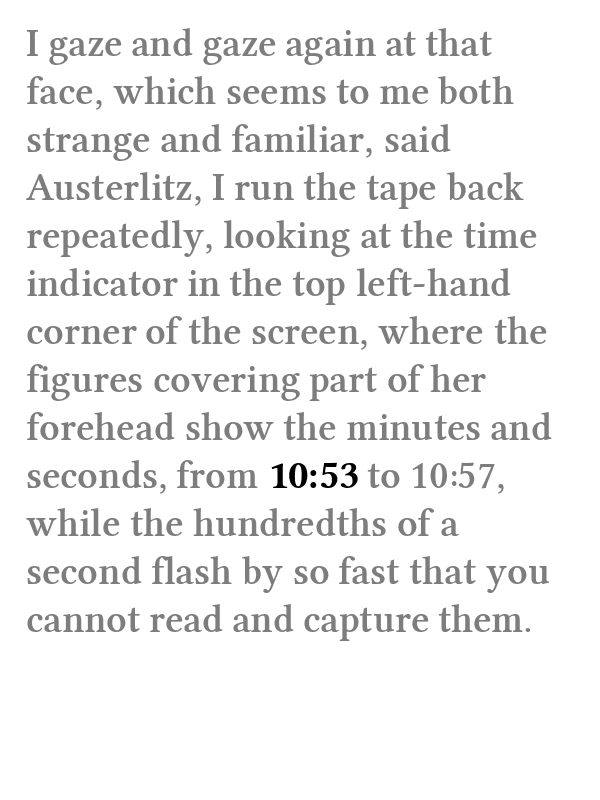 I gaze and gaze again at that
face, which seems to me both
strange and familiar, said
Austerlitz, I run the tape back
repeatedly, looking at the time
indicator in the top left-hand
corner of the screen, where the
figures covering part of her
forehead show the minutes and
seconds, from 10:53 to 10:57,
while the hundredths of a
second flash by so fast that you
cannot read and capture them.